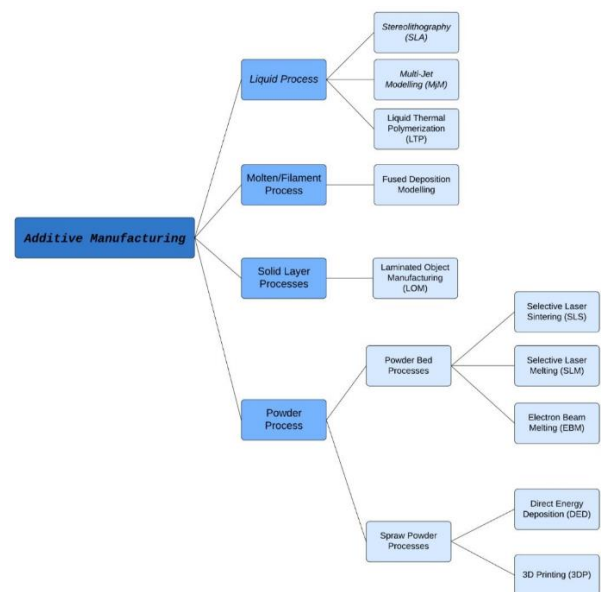 Stereolithography
(SLA)
Liquid Process
Multi-Jet
Modelling (MjM)
Liquid Thermal
Polymerization
(LTP)
Molten/Filament
Process
Fused Deposition
Modelling
Additive Manufacturing
Solid Layer
Processes
Laminated Object
Manufacturing
(LOM)
Selective Laser
Sintering (SLS)
Powder Bed
Processes
Selective Laser
Melting (SLM)
Powder
Process
Electron Beam
Melting (EBM)
Direct Energy
Deposition (DED)
Spraw Powder
Processes
3D Printing (3DP)